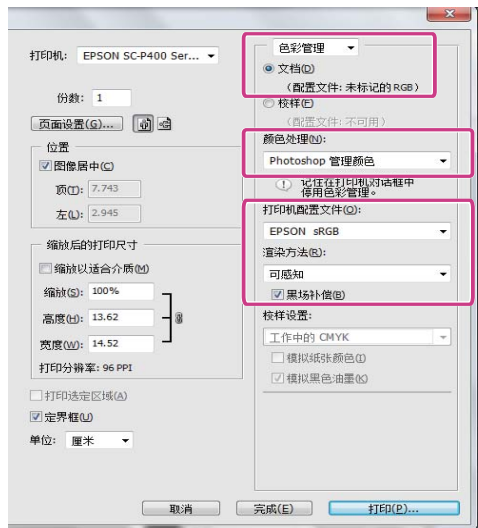 打印机: EPSON SC-P400 Ser...
份数: 1
页面设置(G)...
位置
图像居中(C)
顶(T): 7.743
左(L): 2.945
缩放后的打印尺寸
缩放以适合介质(M)
缩放(S): 100%
高度(H): 13.62
宽度(W): 14.52
打印分辨率: 96 PPI
打印选定区域(A)
定界框(U)
单位: 厘米
色彩管理
文档(D)
(配置文件: 未标记的 RGB)
校样(F)
(配置文件: 不可用)
颜色处理(N):
Photoshop 管理颜色
记住在打印机对话框中
停用色彩管理。
打印机配置文件(O):
EPSON sRGB
渲染方法(R):
可感知
黑场补偿(B)
校样设置:
工作中的 CMYK
模拟纸张颜色(I)
模拟黑色油墨(K)
取消
完成(E)
打印(P)...